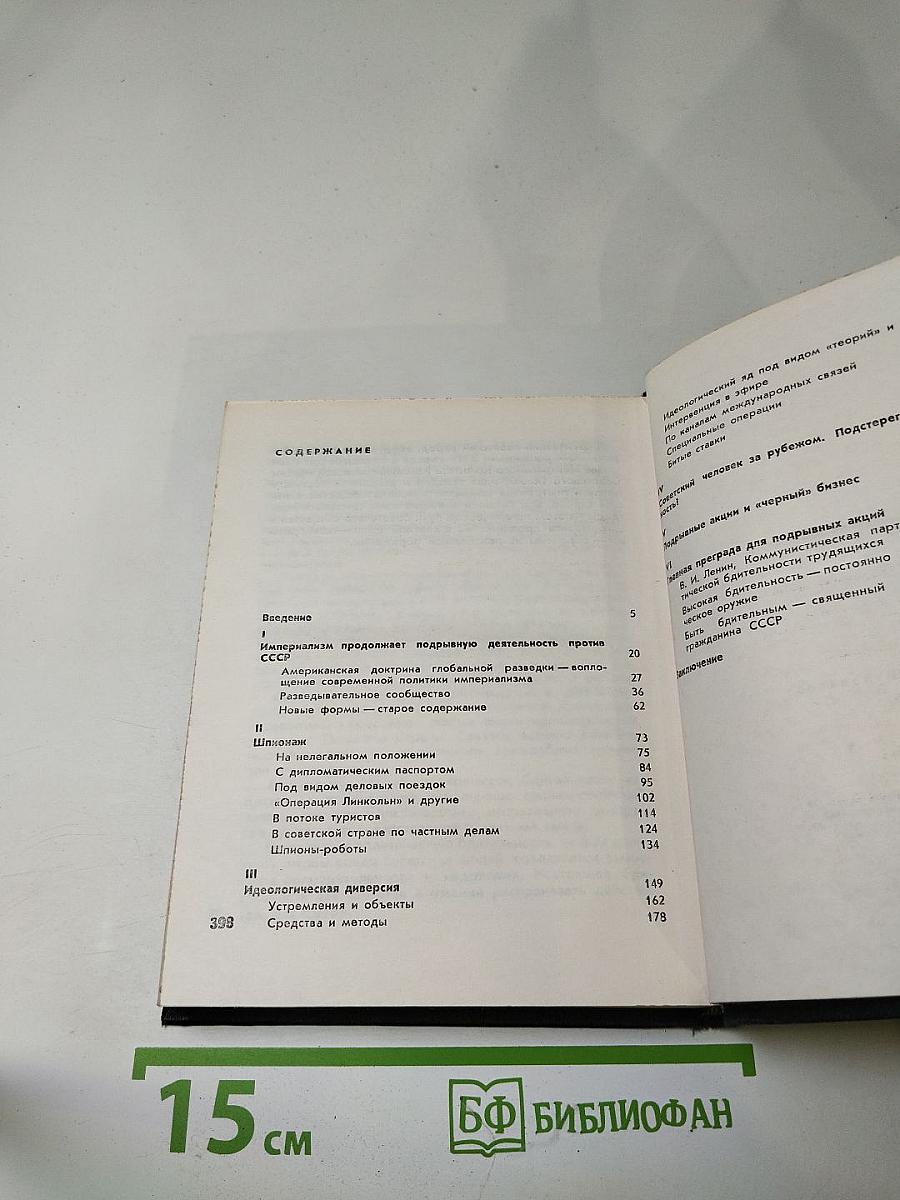 СОДЕРЖАНИЕ
Введение 5
I
Империализм продолжает подрывную деятельность против
СССР 20
Американская доктрина глобальной разведки — вопло-
щение современной политики империализма 27
Разведывательное сообщество 36
Новые формы — старое содержание 62
II
Шпионаж 73
На нелегальном положении 75
С дипломатическим паспортом 84
Под видом деловых поездок 95
«Операция Линкольн» и другие 102
В потоке туристов 114
В советской стране по частным делам 124
Шпионы-роботы 134
III
Идеологическая диверсия 149
Устремления и объекты 162
398 Средства и методы 178
Идеологический яд под видом «теорий» и
Интервенция в эфире
По каналам международных связей
Специальные операции
Битые ставки
IV
Советский человек за рубежом. Подстерег
ность?
V
Подрывные акции и «черный» бизнес
VI
Главная преграда для подрывных акций
В. И. Ленин, Коммунистическая парт
тической бдительности трудящихся
Высокая бдительность — постоянно
ческое оружие
Быть бдительным — священный
гражданина СССР
Заключение
15 см
БФ БИБЛИОФАН